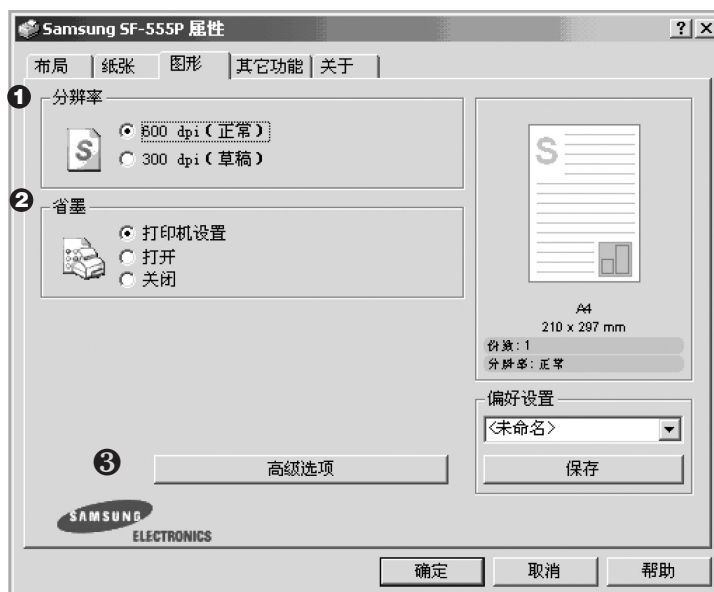 Samsung SF-555P 属性
布局 纸张 图形 其它功能 关于
❶ 分辨率
600 dpi（正常）
300 dpi（草稿）
❷ 省墨
打印机设置
打开
关闭
S
S
A4
210 x 297 mm
份数:1
分辨率:正常
偏好设置
<未命名>
保存
❸ 高级选项
SAMSUNG
ELECTRONICS
确定 取消 帮助